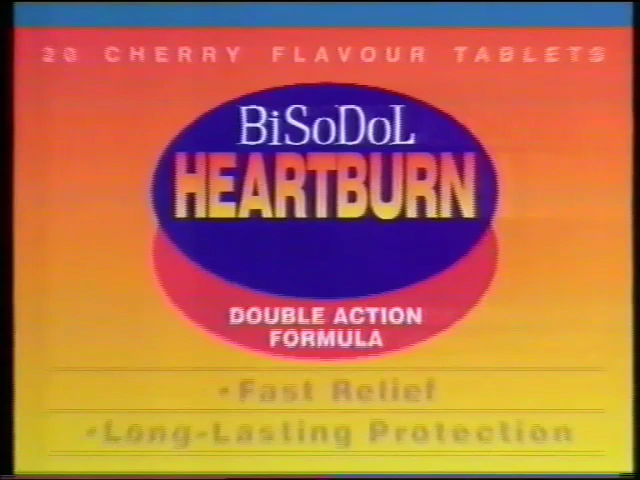 20 CHERRY FLAVOUR TABLETS
BiSoDoL
HEARTBURN
DOUBLE ACTION
FORMULA
•Fast Relief
•Long-Lasting Protection